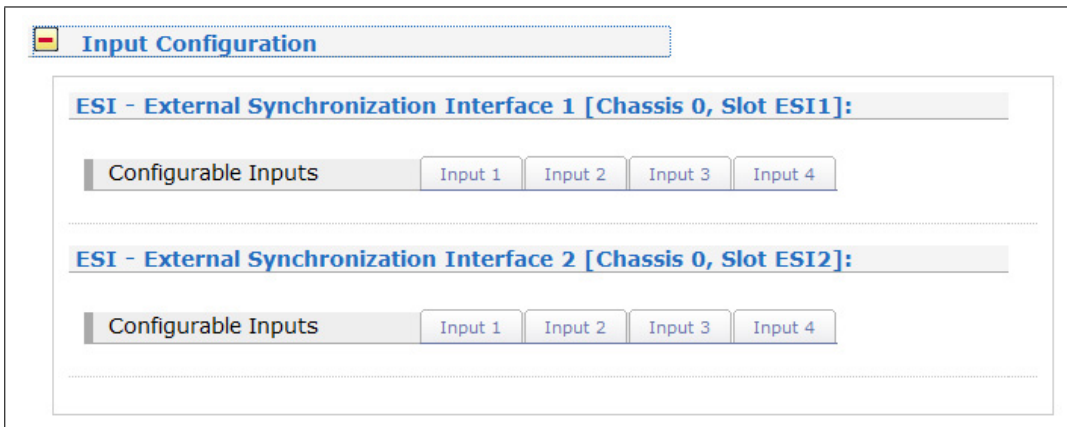 Input Configuration
ESI - External Synchronization Interface 1 [Chassis 0, Slot ESI1]:
Configurable Inputs Input 1 Input 2 Input 3 Input 4
ESI - External Synchronization Interface 2 [Chassis 0, Slot ESI2]:
Configurable Inputs Input 1 Input 2 Input 3 Input 4